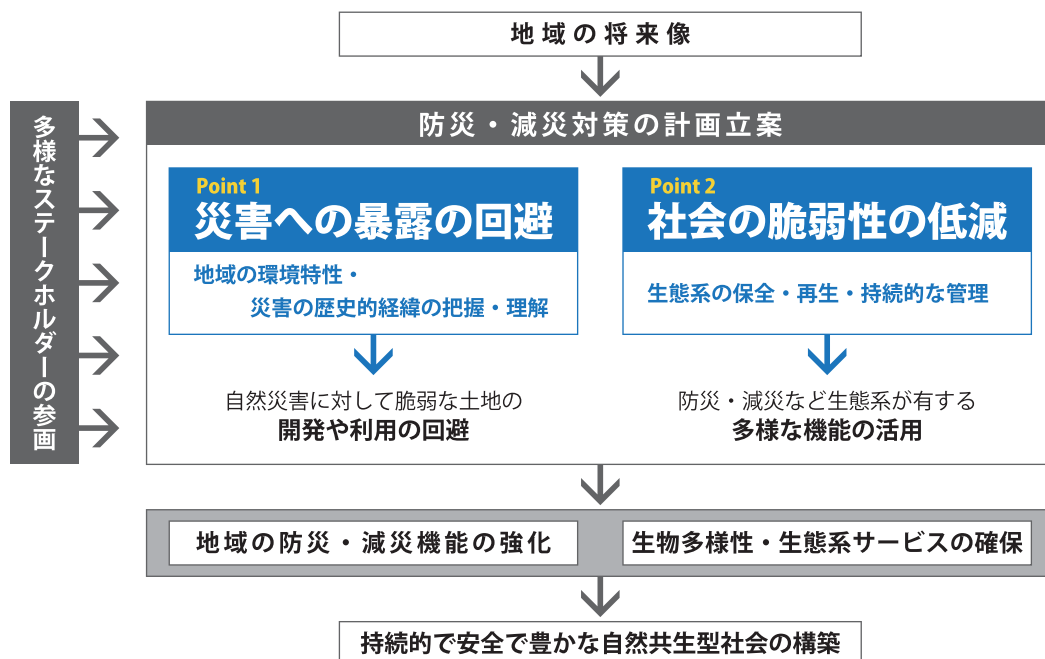 地域の将来像
多様なステークホルダーの参画
防災・減災対策の計画立案
Point 1
災害への暴露の回避
地域の環境特性・
災害の歴史的経緯の把握・理解
自然災害に対して脆弱な土地の
開発や利用の回避
Point 2
社会の脆弱性の低減
生態系の保全・再生・持続的な管理
防災・減災など生態系が有する
多様な機能の活用
地域の防災・減災機能の強化
生物多様性・生態系サービスの確保
持続的で安全で豊かな自然共生型社会の構築